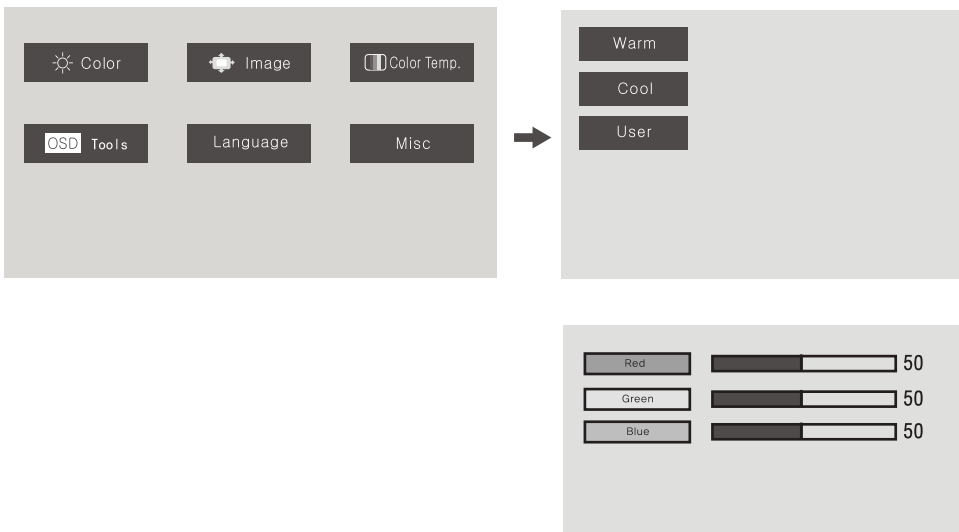 Color
Image
Color Temp.
OSD Tools
Language
Misc
Warm
Cool
User
Red 50
Green 50
Blue 50